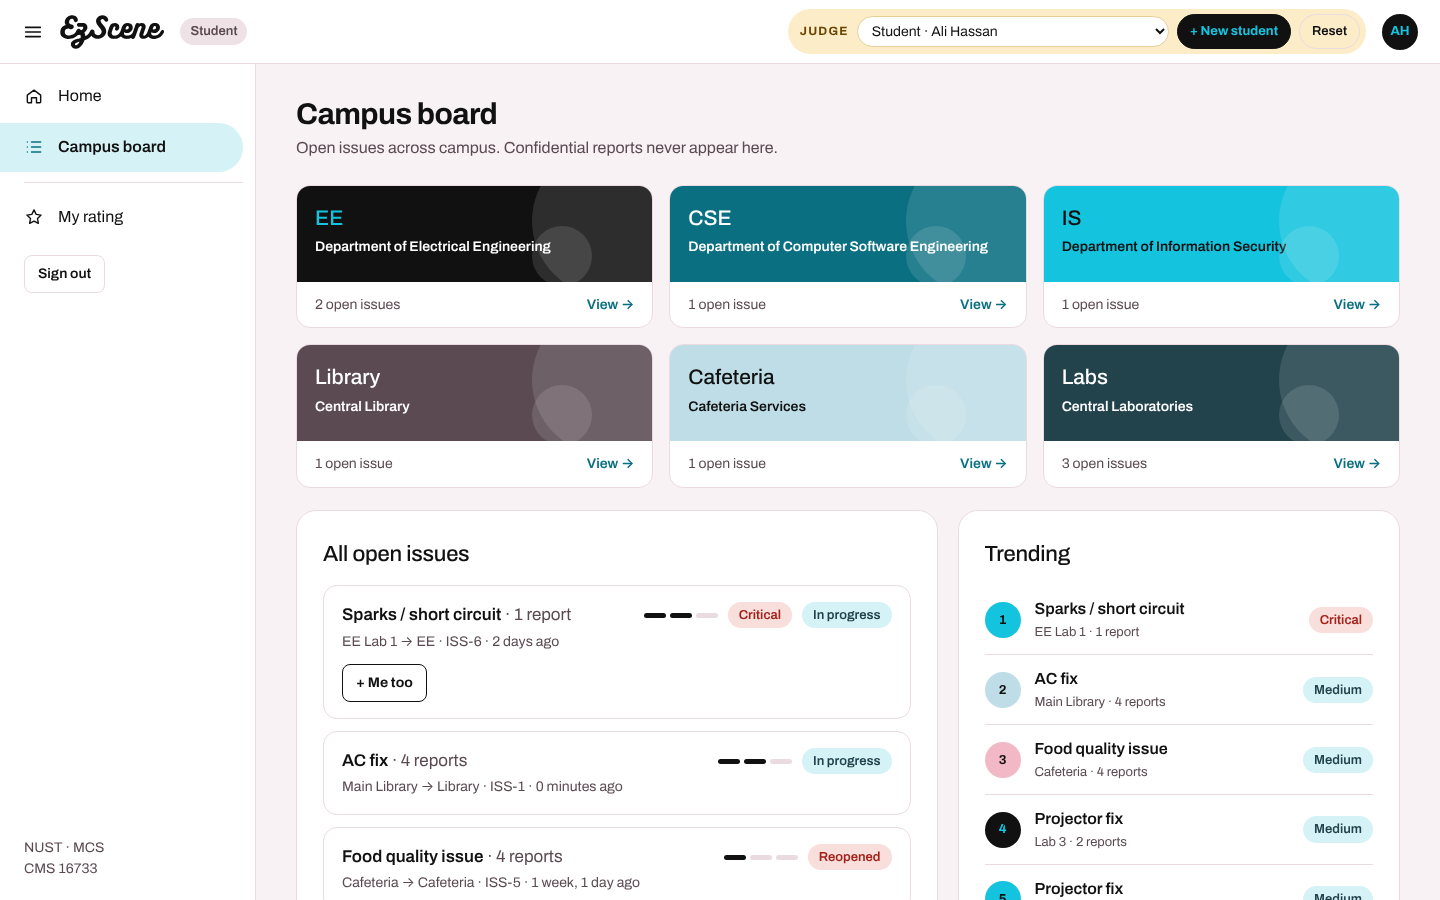 EzScene
Student
JUDGE
Student · Ali Hassan
+ New student
Reset
AH
Home
Campus board
My rating
Sign out
NUST · MCS
CMS 16733
Campus board
Open issues across campus. Confidential reports never appear here.
EE
Department of Electrical Engineering
2 open issues
View →
CSE
Department of Computer Software Engineering
1 open issue
View →
IS
Department of Information Security
1 open issue
View →
Library
Central Library
1 open issue
View →
Cafeteria
Cafeteria Services
1 open issue
View →
Labs
Central Laboratories
3 open issues
View →
All open issues
Sparks / short circuit · 1 report
Critical
In progress
EE Lab 1 → EE · ISS-6 · 2 days ago
+ Me too
AC fix · 4 reports
In progress
Main Library → Library · ISS-1 · 0 minutes ago
Food quality issue · 4 reports
Reopened
Cafeteria → Cafeteria · ISS-5 · 1 week, 1 day ago
Trending
1
Sparks / short circuit
EE Lab 1 · 1 report
Critical
2
AC fix
Main Library · 4 reports
Medium
3
Food quality issue
Cafeteria · 4 reports
Medium
4
Projector fix
Lab 3 · 2 reports
Medium
5
Projector fix
Medium